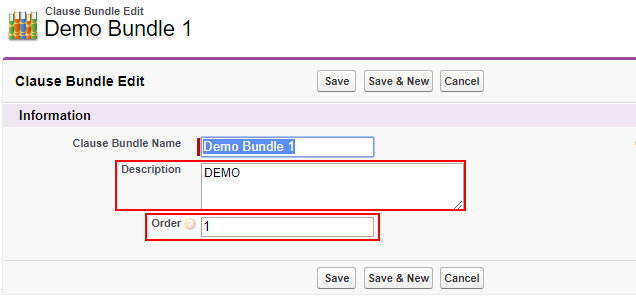 Clause Bundle Edit
Demo Bundle 1
Clause Bundle Edit Save Save & New Cancel
Information
Clause Bundle Name Demo Bundle 1
Description DEMO
Order ? 1
Save Save & New Cancel